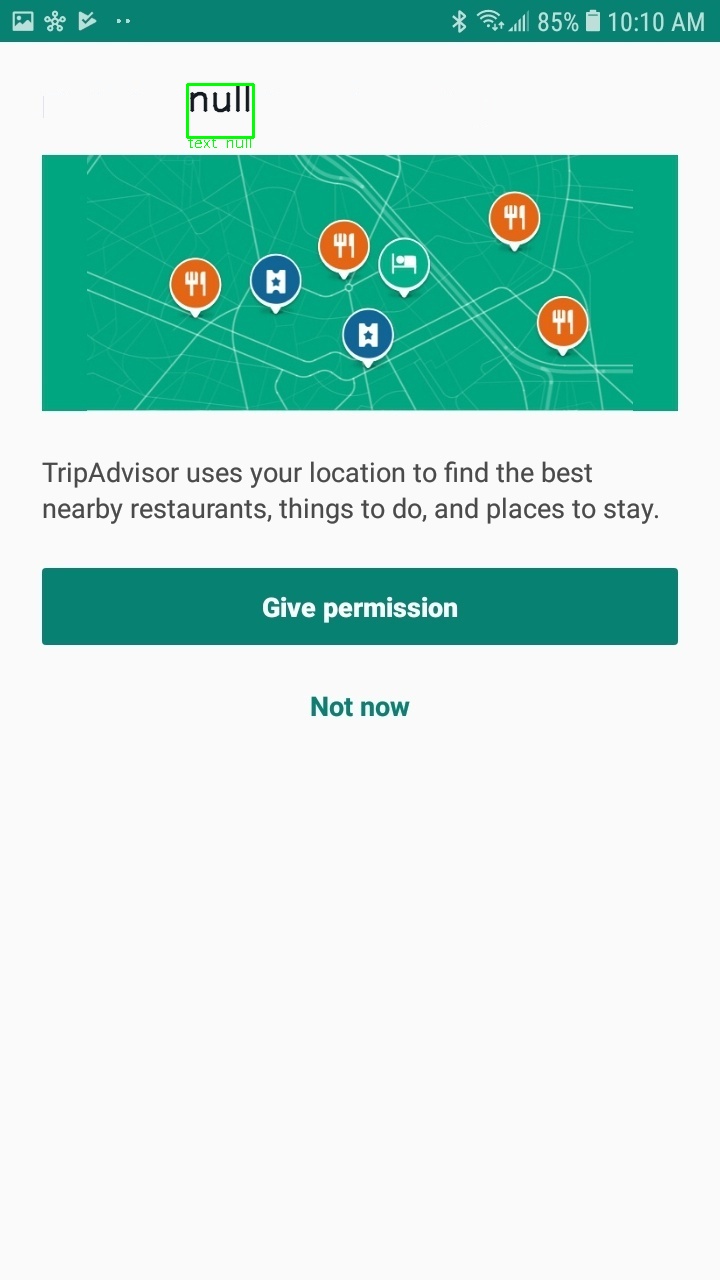 85% 10:10 AM
null
text null
TripAdvisor uses your location to find the best
nearby restaurants, things to do, and places to stay.
Give permission
Not now